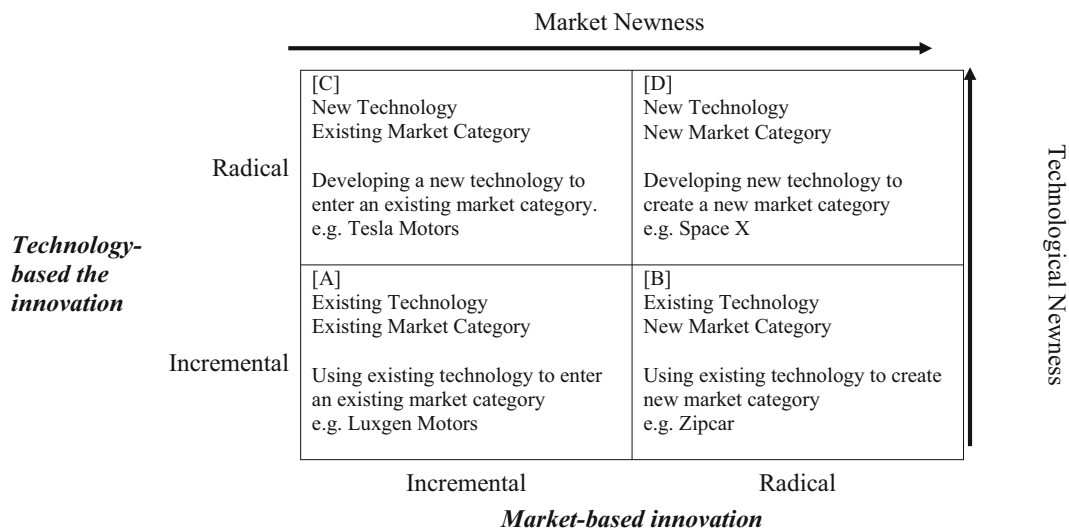 Market Newness
[C]
New Technology
Existing Market Category
Developing a new technology to
enter an existing market category.
e.g. Tesla Motors
[D]
New Technology
New Market Category
Developing new technology to
create a new market category
e.g. Space X
Radical
Technology-
based the
innovation
Technological Newness
[A]
Existing Technology
Existing Market Category
Using existing technology to enter
an existing market category
e.g. Luxgen Motors
[B]
Existing Technology
New Market Category
Using existing technology to create
new market category
e.g. Zipcar
Incremental
Incremental
Radical
Market-based innovation